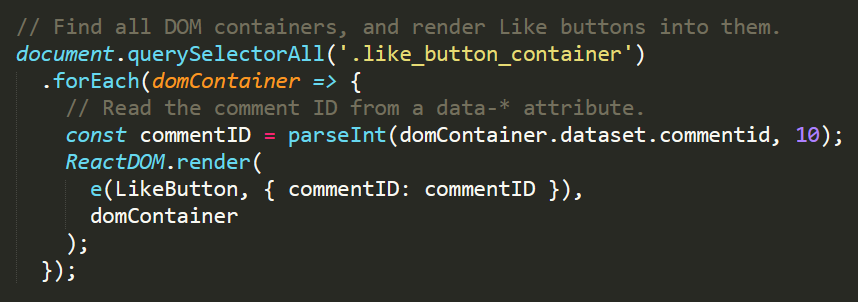 // Find all DOM containers, and render Like buttons into them.
document.querySelectorAll('.like_button_container')
  .forEach(domContainer => {
    // Read the comment ID from a data-* attribute.
    const commentID = parseInt(domContainer.dataset.commentid, 10);
    ReactDOM.render(
      e(LikeButton, { commentID: commentID }),
      domContainer
    );
  });